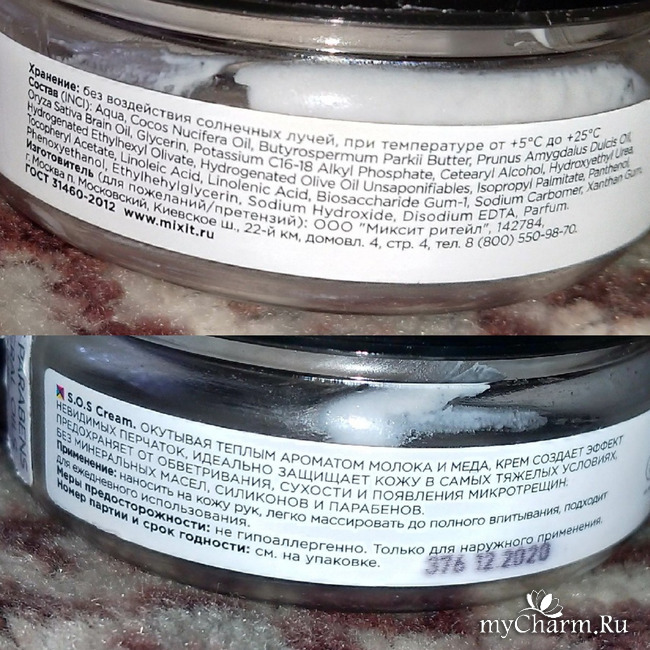 Хранение: без воздействия солнечных лучей, при температуре от +5°C до +25°C
Состав (INCI): Aqua, Cocos Nucifera Oil, Butyrospermum Parkii Butter, Prunus Amygdalus Dulcis Oil,
Oryza Sativa Brain Oil, Glycerin, Potassium C16-18 Alkyl Phosphate, Cetearyl Alcohol, Hydroxyethyl Urea,
Hydrogenated Ethylhexyl Olivate, Hydrogenated Olive Oil Unsaponifiables, Isopropyl Palmitate, Panthenol,
Tocopheryl Acetate, Linoleic Acid, Linolenic Acid, Biosaccharide Gum-1, Sodium Carbomer, Xanthan Gum,
Phenoxyethanol, Ethylhehylglycerin, Sodium Hydroxide, Disodium EDTA, Parfum.
Изготовитель (для пожеланий/претензий): ООО "Миксит ритейл", 142784,
г. Москва п. Московский, Киевское ш., 22-й км, домовл. 4, стр. 4, тел. 8 (800) 550-98-70.
ГОСТ 31460-2012 www.mixit.ru
PARABENS
S.O.S Cream. ОКУТЫВАЯ ТЕПЛЫМ АРОМАТОМ МОЛОКА И МЕДА, КРЕМ СОЗДАЕТ ЭФФЕКТ
НЕВИДИМЫХ ПЕРЧАТОК, ИДЕАЛЬНО ЗАЩИЩАЕТ КОЖУ В САМЫХ ТЯЖЕЛЫХ УСЛОВИЯХ,
ПРЕДОХРАНЯЕТ ОТ ОБВЕТРИВАНИЯ, СУХОСТИ И ПОЯВЛЕНИЯ МИКРОТРЕЩИН.
БЕЗ МИНЕРАЛЬНЫХ МАСЕЛ, СИЛИКОНОВ И ПАРАБЕНОВ.
Применение: наносить на кожу рук, легко массировать до полного впитывания, подходит
для ежедневного использования.
Меры предосторожности: не гипоаллергенно. Только для наружного применения.
Номер партии и срок годности: см. на упаковке.
376 12 2020
myCharm.Ru